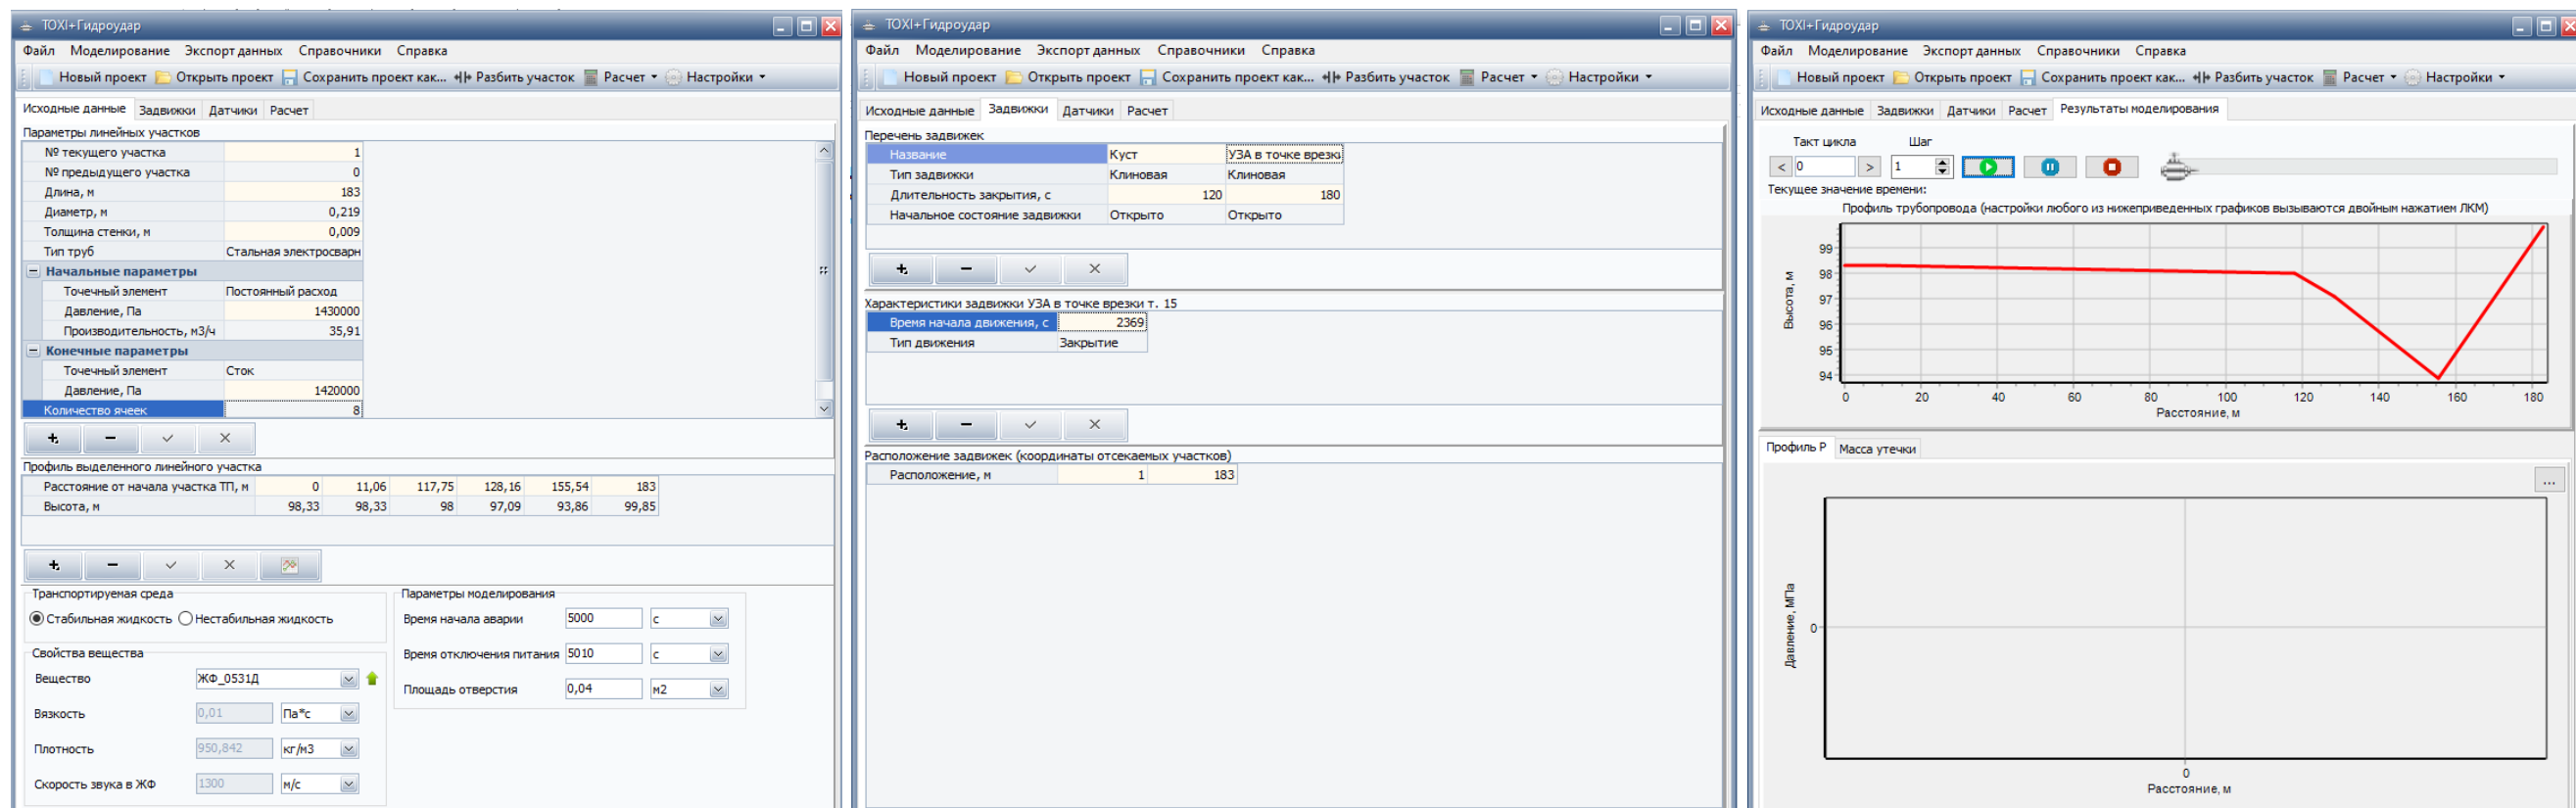 TOXI+Гидроудар
Файл Моделирование Экспорт данных Справочники Справка
Новый проект Открыть проект Сохранить проект как... Разбить участок Расчет Настройки
Исходные данные Задвижки Датчики Расчет
Параметры линейных участков
№ текущего участка 1
№ предыдущего участка 0
Длина, м 183
Диаметр, м 0,219
Толщина стенки, м 0,009
Тип труб Стальная электросварн
Начальные параметры
Точечный элемент Постоянный расход
Давление, Па 1430000
Производительность, м3/ч 35,91
Конечные параметры
Точечный элемент Сток
Давление, Па 1420000
Количество ячеек 8
Профиль выделенного линейного участка
Расстояние от начала участка ТП, м 0 11,06 117,75 128,16 155,54 183
Высота, м 98,33 98,33 98 97,09 93,86 99,85
Транспортируемая среда
Стабильная жидкость Нестабильная жидкость
Свойства вещества
Вещество ЖФ_0531Д
Вязкость 0,01 Па*с
Плотность 950,842 кг/м3
Скорость звука в ЖФ 1300 м/с
Параметры моделирования
Время начала аварии 5000 с
Время отключения питания 5010 с
Площадь отверстия 0,04 м2
TOXI+Гидроудар
Файл Моделирование Экспорт данных Справочники Справка
Новый проект Открыть проект Сохранить проект как... Разбить участок Расчет Настройки
Исходные данные Задвижки Датчики Расчет
Перечень задвижек
Название Куст УЗА в точке врезки
Тип задвижки Клиновая Клиновая
Длительность закрытия, с 120 180
Начальное состояние задвижки Открыто Открыто
Характеристики задвижки УЗА в точке врезки т. 15
Время начала движения, с 2369
Тип движения Закрытие
Расположение задвижек (координаты отсекаемых участков)
Расположение, м 1 183
TOXI+Гидроудар
Файл Моделирование Экспорт данных Справочники Справка
Новый проект Открыть проект Сохранить проект как... Разбить участок Расчет Настройки
Исходные данные Задвижки Датчики Расчет Результаты моделирования
Такт цикла Шаг
< 0 > 1
Текущее значение времени:
Профиль трубопровода (настройки любого из нижеприведенных графиков вызываются двойным нажатием ЛКМ)
Высота, м
99
98
97
96
95
94
0 20 40 60 80 100 120 140 160 180
Расстояние, м
Профиль P Масса утечки
...
Давление, МПа
0
0
Расстояние, м